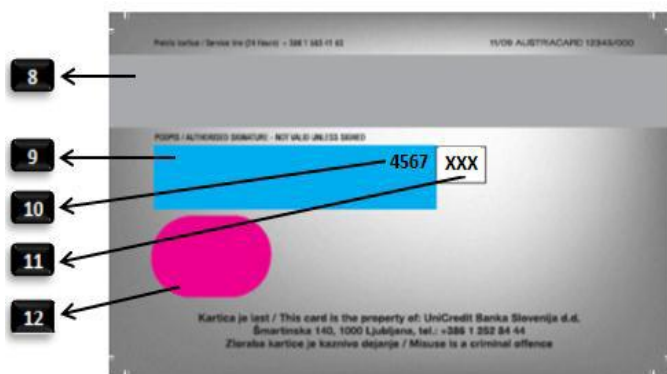 Prevzis kartice / Service line (24 hours) + 386 1 583 41 83
11/09 AUSTRIACARD 12345/000
8
PODPIS / AUTHORISED SIGNATURE - NOT VALID UNLESS SIGNED
9
4567 XXX
10
11
12
Kartica je last / This card is the property of: UniCredit Banka Slovenija d.d.
Šmartinska 140, 1000 Ljubljana, tel.: +386 1 252 84 44
Zloraba kartice je kaznivo dejanje / Misuse is a criminal offence